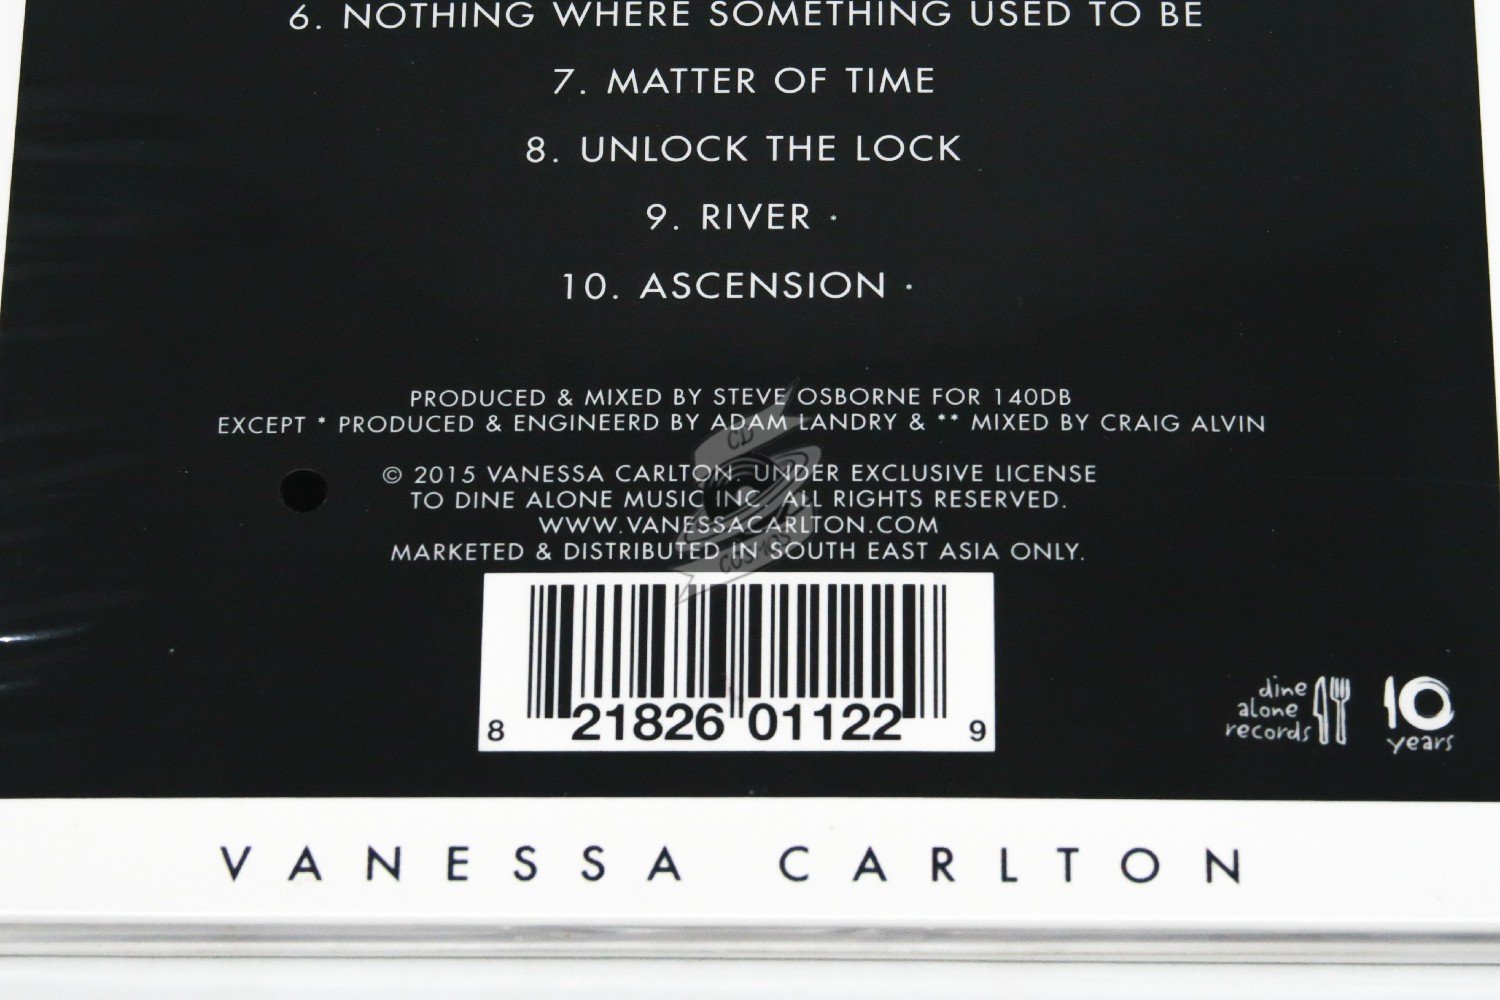 6. NOTHING WHERE SOMETHING USED TO BE
7. MATTER OF TIME
8. UNLOCK THE LOCK
9. RIVER *
10. ASCENSION *
PRODUCED & MIXED BY STEVE OSBORNE FOR 140DB
EXCEPT * PRODUCED & ENGINEERD BY ADAM LANDRY & ** MIXED BY CRAIG ALVIN
© 2015 VANESSA CARLTON. UNDER EXCLUSIVE LICENSE
TO DINE ALONE MUSIC INC. ALL RIGHTS RESERVED.
WWW.VANESSACARLTON.COM
MARKETED & DISTRIBUTED IN SOUTH EAST ASIA ONLY.
CD
COSMOS
8 21826 01122 9
dine
alone
records
10
years
VANESSA CARLTON